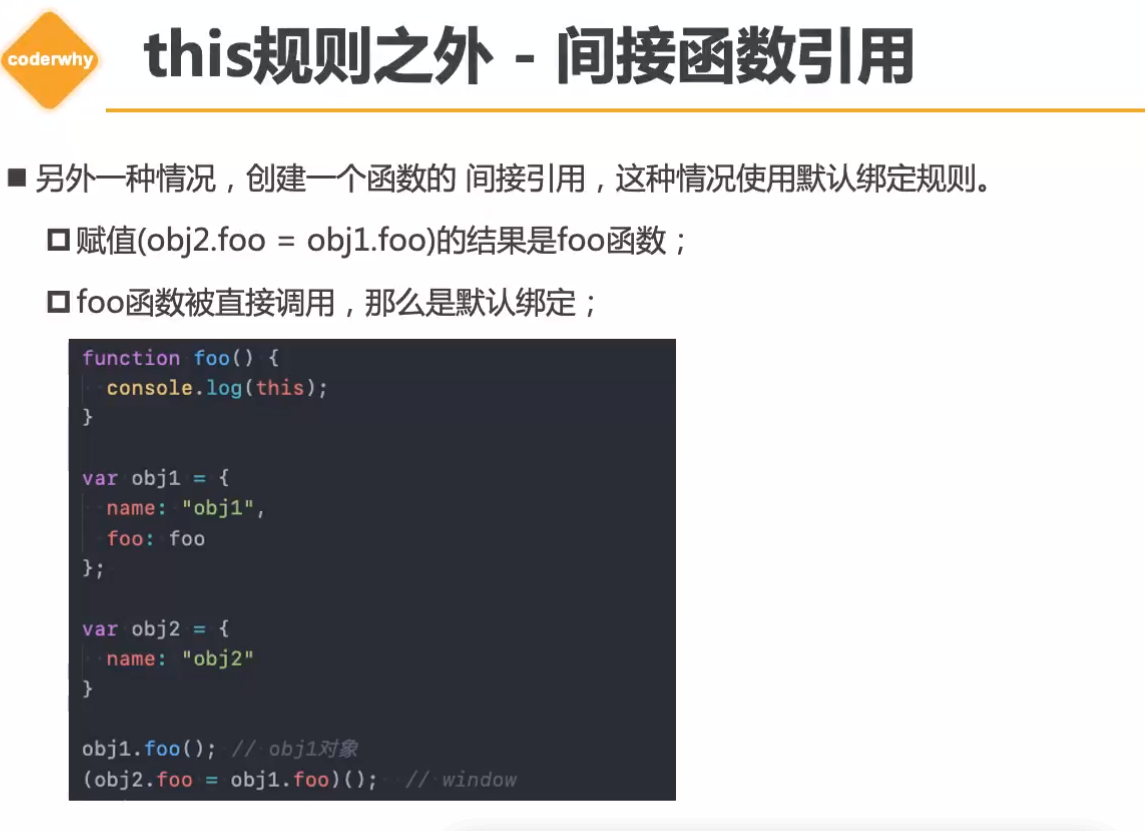 coderwhy
this规则之外 - 间接函数引用
另外一种情况，创建一个函数的 间接引用，这种情况使用默认绑定规则。
赋值(obj2.foo = obj1.foo)的结果是foo函数；
foo函数被直接调用，那么是默认绑定；
function foo() {
  console.log(this);
}
var obj1 = {
  name: "obj1",
  foo: foo
};
var obj2 = {
  name: "obj2"
}
obj1.foo(); // obj1对象
(obj2.foo = obj1.foo)();  // window